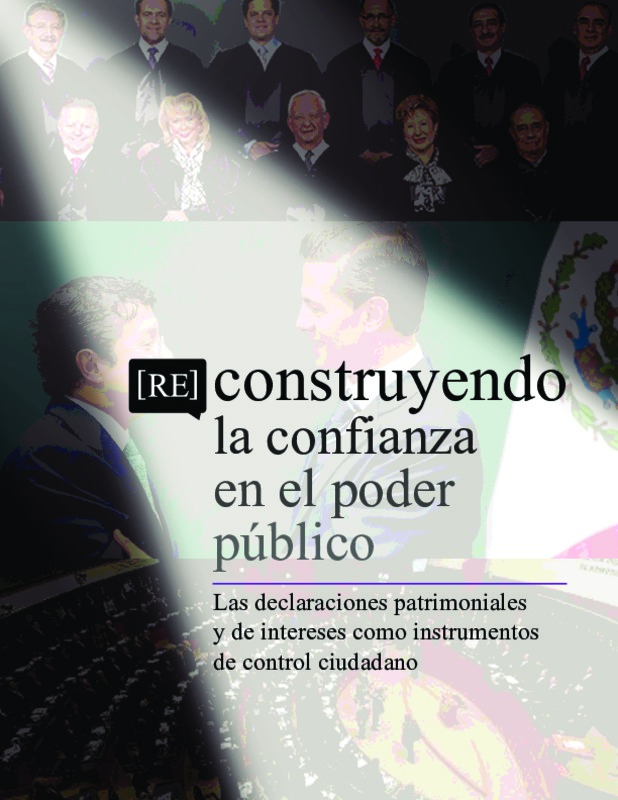 [RE] construyendo
la confianza
en el poder
público
Las declaraciones patrimoniales
y de intereses como instrumentos
de control ciudadano